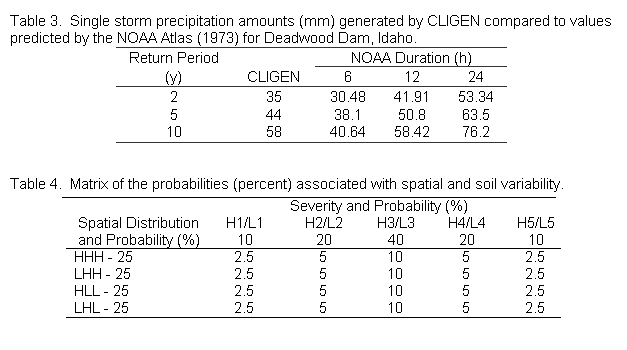 Table 3. Single storm precipitation amounts (mm) generated by CLIGEN compared to values
predicted by the NOAA Atlas (1973) for Deadwood Dam, Idaho.
Return Period NOAA Duration (h)
(y) CLIGEN 6 12 24
2 35 30.48 41.91 53.34
5 44 38.1 50.8 63.5
10 58 40.64 58.42 76.2
Table 4. Matrix of the probabilities (percent) associated with spatial and soil variability.
Severity and Probability (%)
Spatial Distribution H1/L1 H2/L2 H3/L3 H4/L4 H5/L5
and Probability (%) 10 20 40 20 10
HHH - 25 2.5 5 10 5 2.5
LHH - 25 2.5 5 10 5 2.5
HLL - 25 2.5 5 10 5 2.5
LHL - 25 2.5 5 10 5 2.5